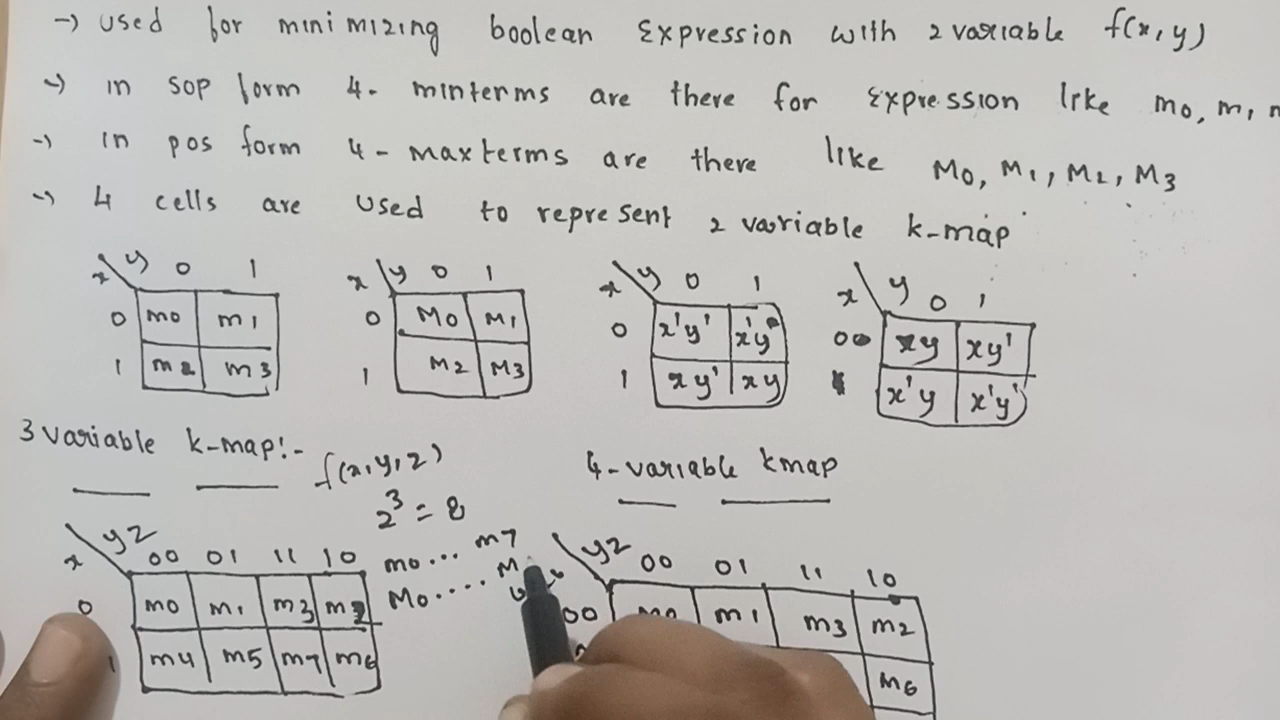 → used for minimizing boolean Expression with 2 variable f(x, y)
→ in sop form 4- minterms are there for Expression like m0, m1
→ in pos form 4- maxterms are there like M0, M1, M2, M3
→ 4 cells are used to represent 2 variable k-map
y 0 1
x
0 m0 m1
1 m2 m3
x y 0 1
0 M0 M1
1 M2 M3
x y 0 1
0 x'y' x'y
1 xy' xy
x y 0 1
0 xy xy'
x'y x'y'
3 variable k-map:- f(x,y,z)
2³ = 8
m0... m7
M0.... M
x yz 00 01 11 10
0 m0 m1 m3 m2
1 m4 m5 m7 m6
4-variable kmap
yz 00 01 11 10
00 m0 m1 m3 m2
m6